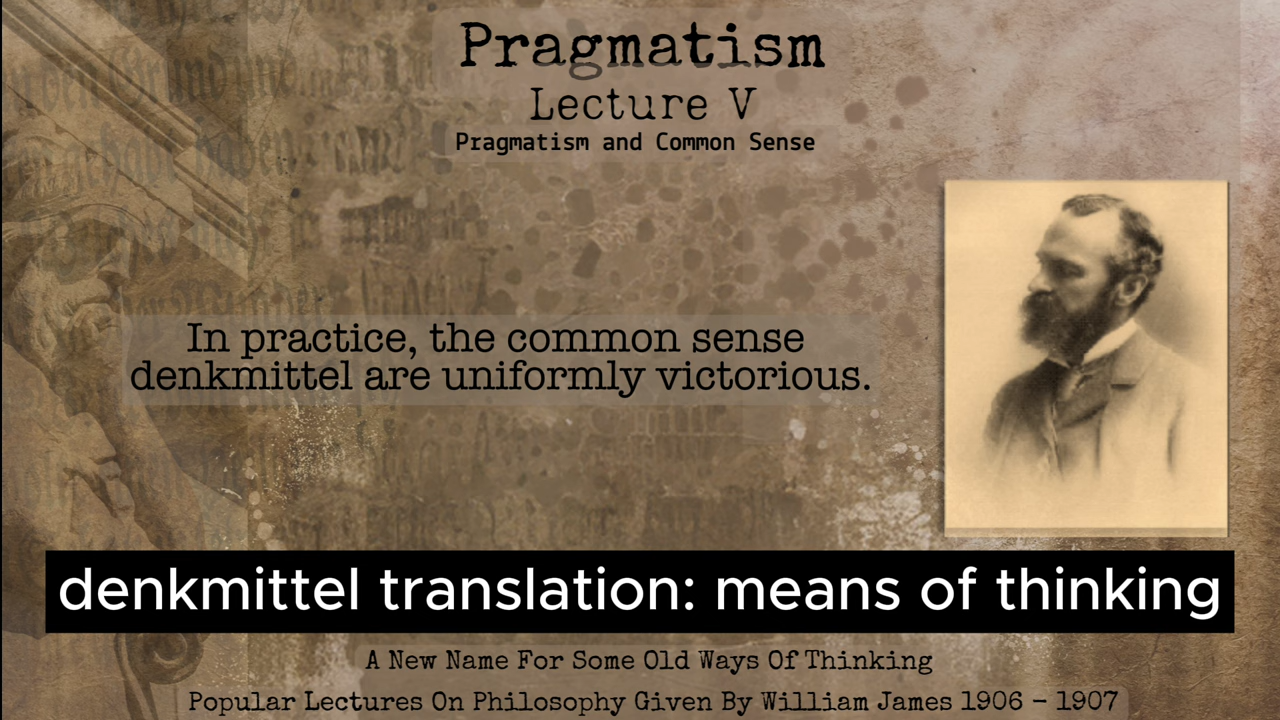 Pragmatism
Lecture V
Pragmatism and Common Sense
In practice, the common sense
denkmittel are uniformly victorious.
denkmittel translation: means of thinking
A New Name For Some Old Ways Of Thinking
Popular Lectures On Philosophy Given By William James 1906 – 1907